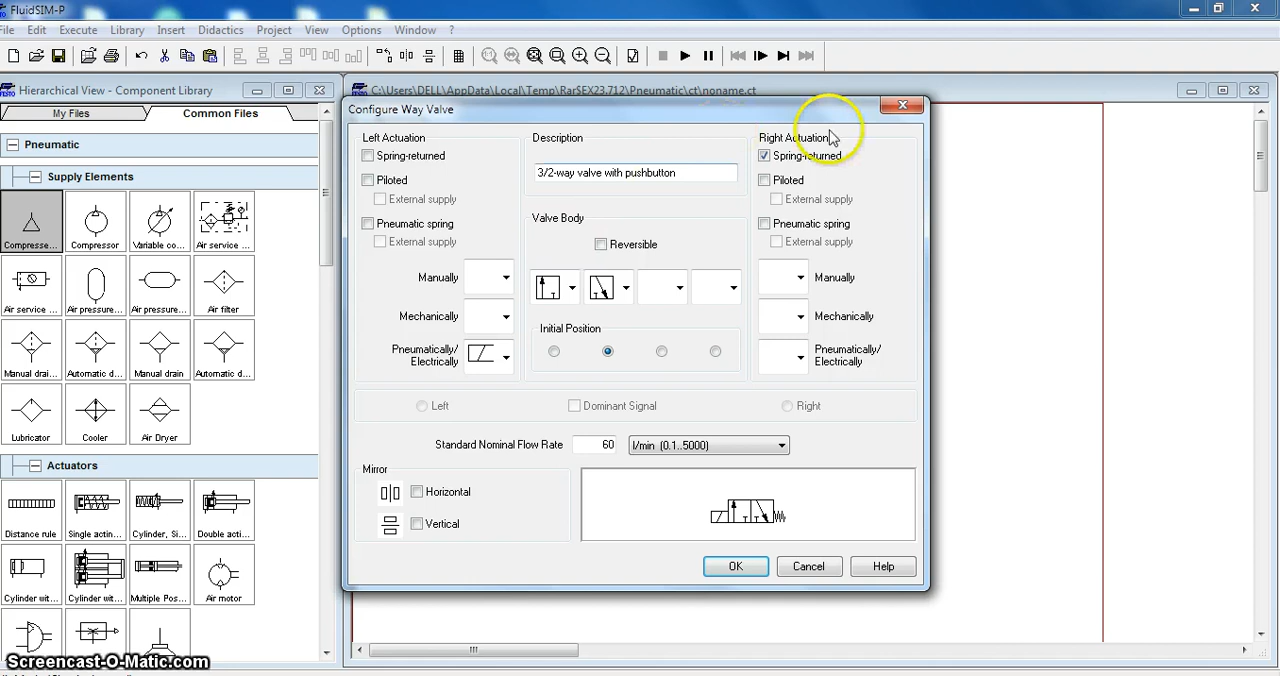 FluidSIM-P
File Edit Execute Library Insert Didactics Project View Options Window ?
Hierarchical View - Component Library
C:\Users\DELL\AppData\Local\Temp\Rar$EX23.712\Pneumatic\ct\noname.ct
My Files
Common Files
Pneumatic
Supply Elements
Compresse...
Compressor
Variable co...
Air service ...
Air service ...
Air pressure...
Air pressure...
Air filter
Manual drai...
Automatic d...
Manual drain
Automatic d...
Lubricator
Cooler
Air Dryer
Actuators
Distance rule
Single actin...
Cylinder, Si...
Double acti...
Cylinder wit...
Cylinder wit...
Multiple Pos...
Air motor
Configure Way Valve
Left Actuation
Spring-returned
Piloted
External supply
Pneumatic spring
External supply
Manually
Mechanically
Pneumatically/
Electrically
Description
3/2-way valve with pushbutton
Valve Body
Reversible
Initial Position
Right Actuation
Spring-returned
Piloted
External supply
Pneumatic spring
External supply
Manually
Mechanically
Pneumatically/
Electrically
Left
Dominant Signal
Right
Standard Nominal Flow Rate 60 l/min (0.1..5000)
Mirror
Horizontal
Vertical
OK
Cancel
Help
Screencast-O-Matic.com